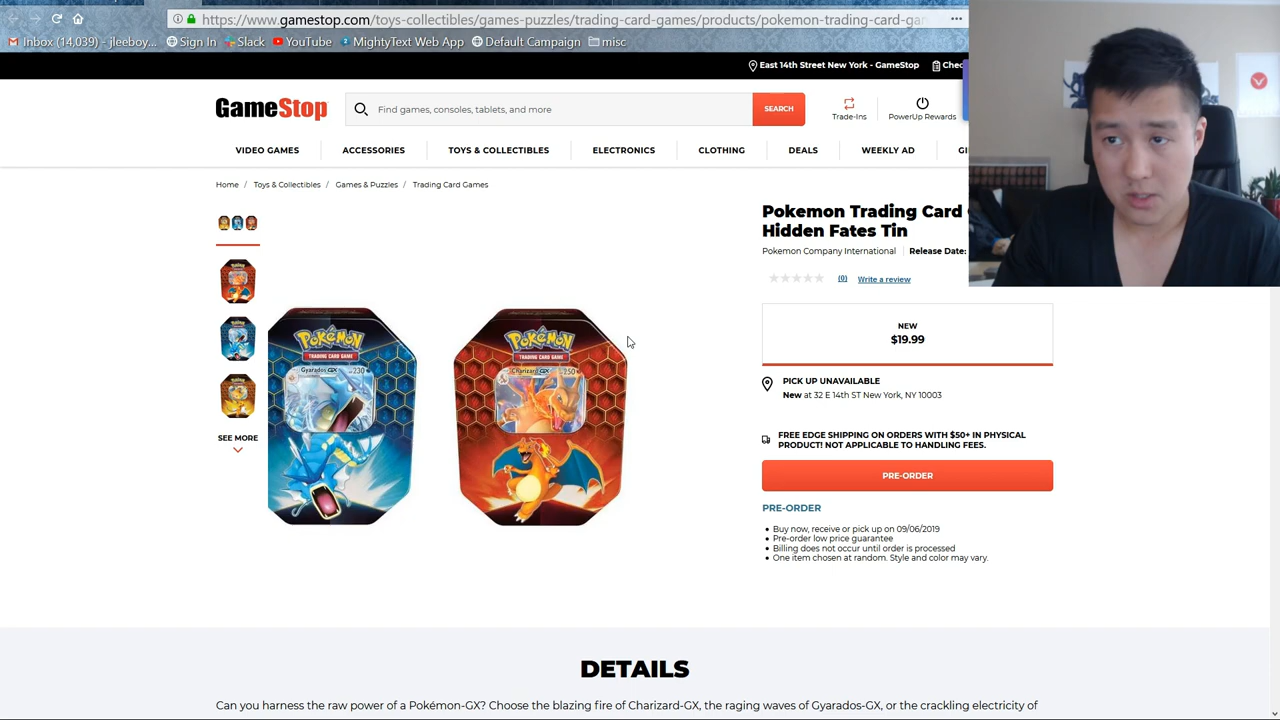 https://www.gamestop.com/toys-collectibles/games-puzzles/trading-card-games/products/pokemon-trading-card-gam
Inbox (14,039) - jleeboy... Sign In Slack YouTube MightyText Web App Default Campaign misc
East 14th Street New York - GameStop Chec
GameStop Find games, consoles, tablets, and more SEARCH Trade-Ins PowerUp Rewards
VIDEO GAMES ACCESSORIES TOYS & COLLECTIBLES ELECTRONICS CLOTHING DEALS WEEKLY AD GI
Home / Toys & Collectibles / Games & Puzzles / Trading Card Games
Pokemon Trading Card
Hidden Fates Tin
Pokemon Company International Release Date:
(0) Write a review
NEW
$19.99
POKéMON POKéMON
TRADING CARD GAME TRADING CARD GAME
Gyarados GX 230 Charizard GX 250
SEE MORE
PICK UP UNAVAILABLE
New at 32 E 14th ST New York, NY 10003
FREE EDGE SHIPPING ON ORDERS WITH $50+ IN PHYSICAL
PRODUCT! NOT APPLICABLE TO HANDLING FEES.
PRE-ORDER
PRE-ORDER
• Buy now, receive or pick up on 09/06/2019
• Pre-order low price guarantee
• Billing does not occur until order is processed
• One item chosen at random. Style and color may vary.
DETAILS
Can you harness the raw power of a Pokémon-GX? Choose the blazing fire of Charizard-GX, the raging waves of Gyarados-GX, or the crackling electricity of